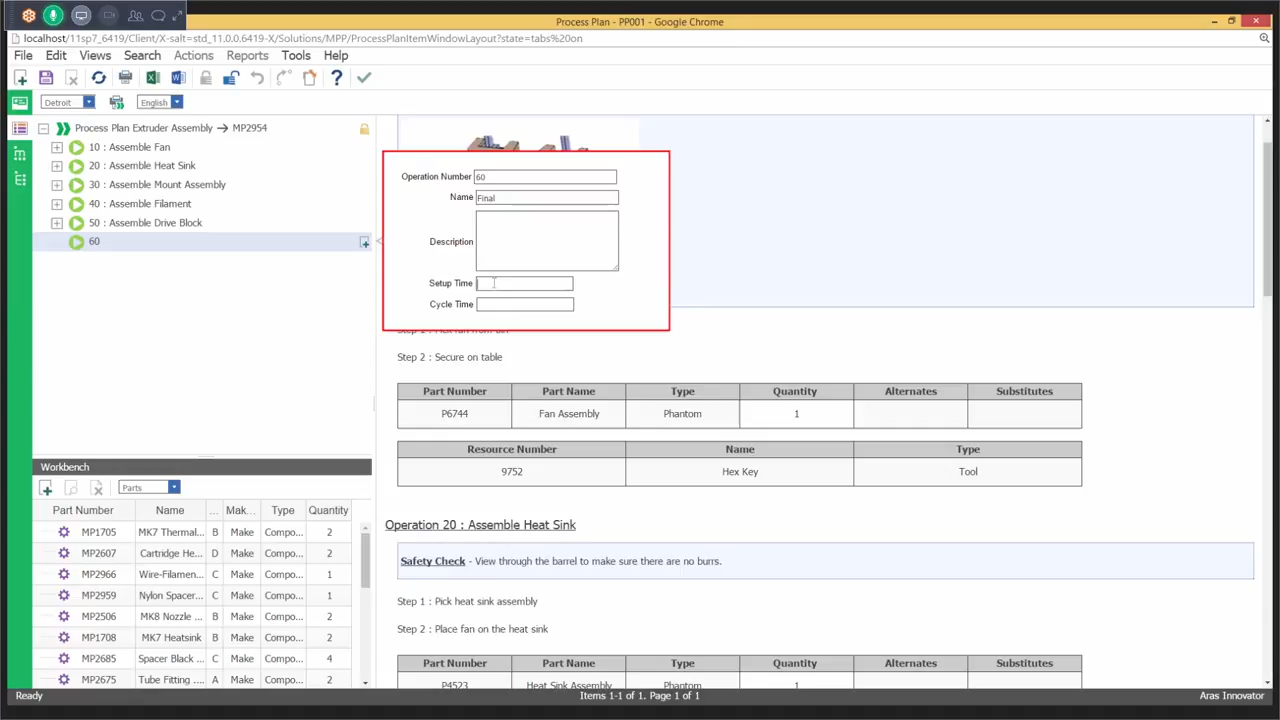 Process Plan - PP001 - Google Chrome
localhost/11sp7_6419/Client/X-salt=std_11.0.0.6419-X/Solutions/MPP/ProcessPlanItemWindowLayout?state=tabs%20on
File Edit Views Search Actions Reports Tools Help
Detroit English
Process Plan Extruder Assembly → MP2954
10 : Assemble Fan
20 : Assemble Heat Sink
30 : Assemble Mount Assembly
40 : Assemble Filament
50 : Assemble Drive Block
60
Operation Number 60
Name Final
Description
Setup Time
Cycle Time
Step 2 : Secure on table
Part Number Part Name Type Quantity Alternates Substitutes
P6744 Fan Assembly Phantom 1
Resource Number Name Type
9752 Hex Key Tool
Operation 20 : Assemble Heat Sink
Safety Check - View through the barrel to make sure there are no burrs.
Step 1 : Pick heat sink assembly
Step 2 : Place fan on the heat sink
Part Number Part Name Type Quantity Alternates Substitutes
P4523 Heat Sink Assembly Phantom 1
Workbench
Parts
Part Number Name ... Mak... Type Quantity
MP1705 MK7 Thermal... B Make Compo... 2
MP2607 Cartridge He... D Make Compo... 2
MP2966 Wire-Filamen... C Make Compo... 1
MP2959 Nylon Spacer... C Make Compo... 1
MP2506 MK8 Nozzle ... B Make Compo... 2
MP1708 MK7 Heatsink B Make Compo... 2
MP2685 Spacer Black ... C Make Compo... 4
MP2675 Tube Fitting .... A Make Compo... 2
Ready Items 1-1 of 1. Page 1 of 1 Aras Innovator